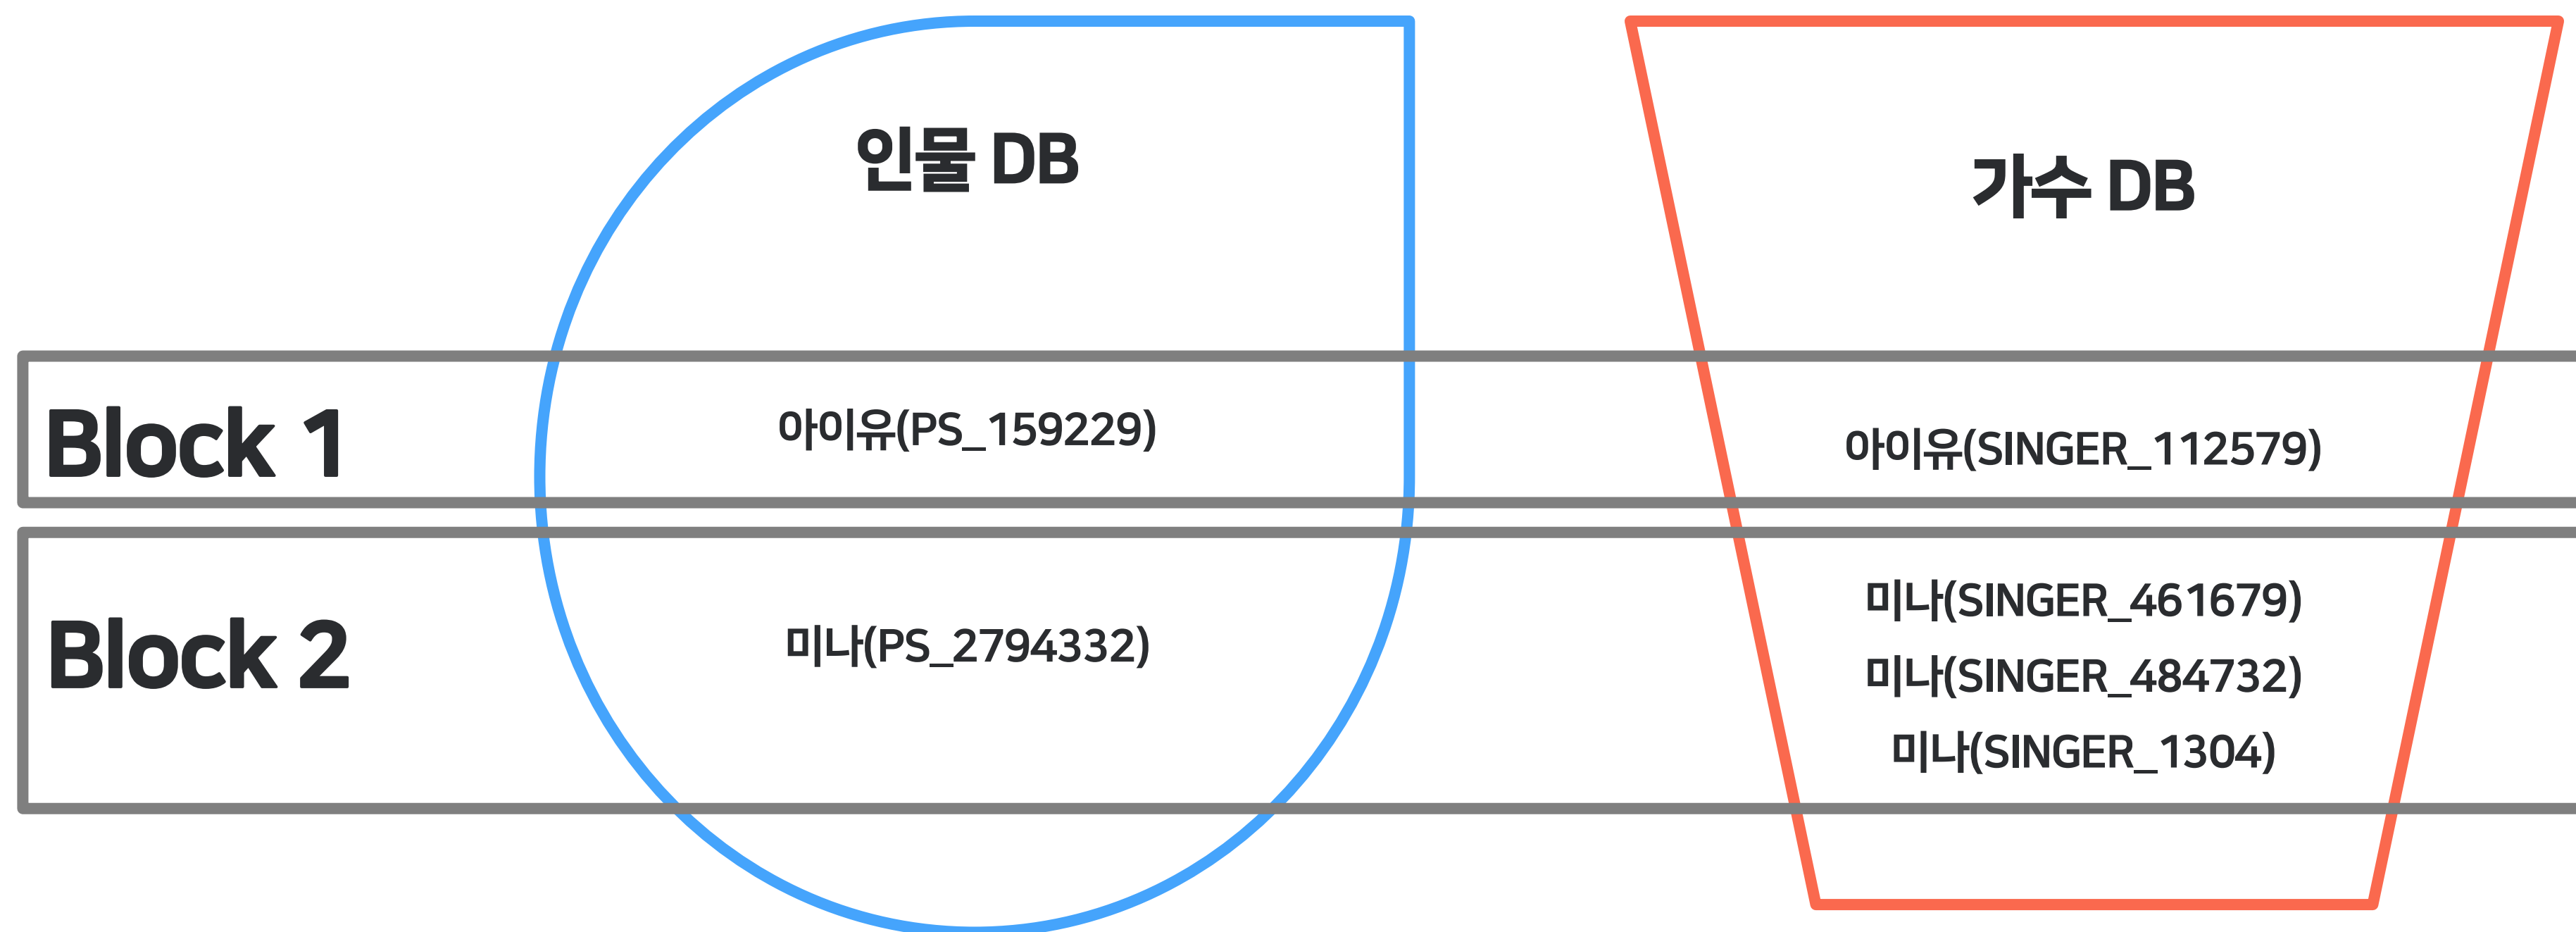 인물 DB
가수 DB
Block 1
아이유(PS_159229)
아이유(SINGER_112579)
Block 2
미나(PS_2794332)
미나(SINGER_461679)
미나(SINGER_484732)
미나(SINGER_1304)